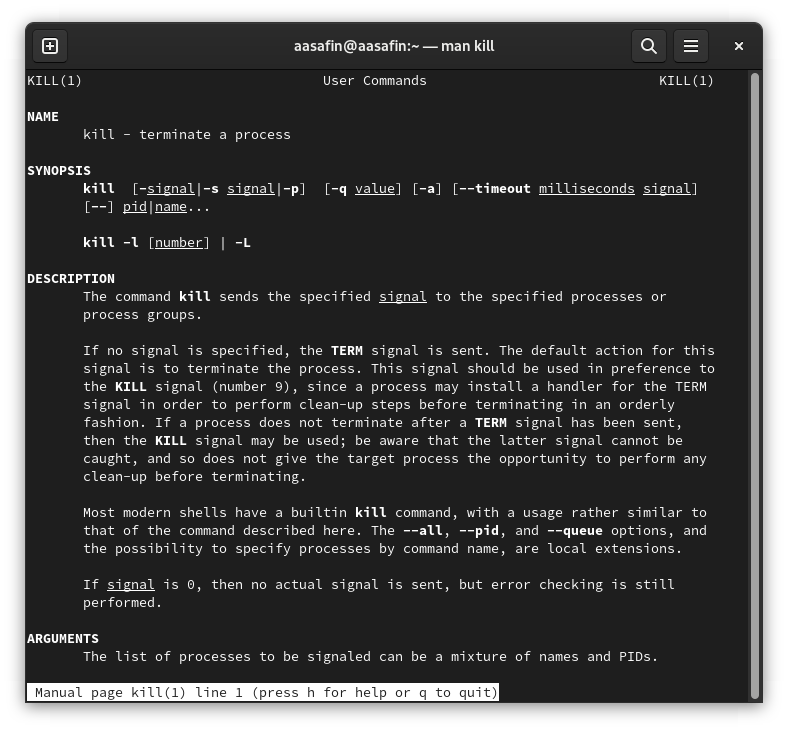 aasafin@aasafin:~ — man kill
KILL(1) User Commands KILL(1)
NAME
kill - terminate a process
SYNOPSIS
kill [-signal|-s signal|-p] [-q value] [-a] [--timeout milliseconds signal]
[--] pid|name...
kill -l [number] | -L
DESCRIPTION
The command kill sends the specified signal to the specified processes or
process groups.
If no signal is specified, the TERM signal is sent. The default action for this
signal is to terminate the process. This signal should be used in preference to
the KILL signal (number 9), since a process may install a handler for the TERM
signal in order to perform clean-up steps before terminating in an orderly
fashion. If a process does not terminate after a TERM signal has been sent,
then the KILL signal may be used; be aware that the latter signal cannot be
caught, and so does not give the target process the opportunity to perform any
clean-up before terminating.
Most modern shells have a builtin kill command, with a usage rather similar to
that of the command described here. The --all, --pid, and --queue options, and
the possibility to specify processes by command name, are local extensions.
If signal is 0, then no actual signal is sent, but error checking is still
performed.
ARGUMENTS
The list of processes to be signaled can be a mixture of names and PIDs.
Manual page kill(1) line 1 (press h for help or q to quit)